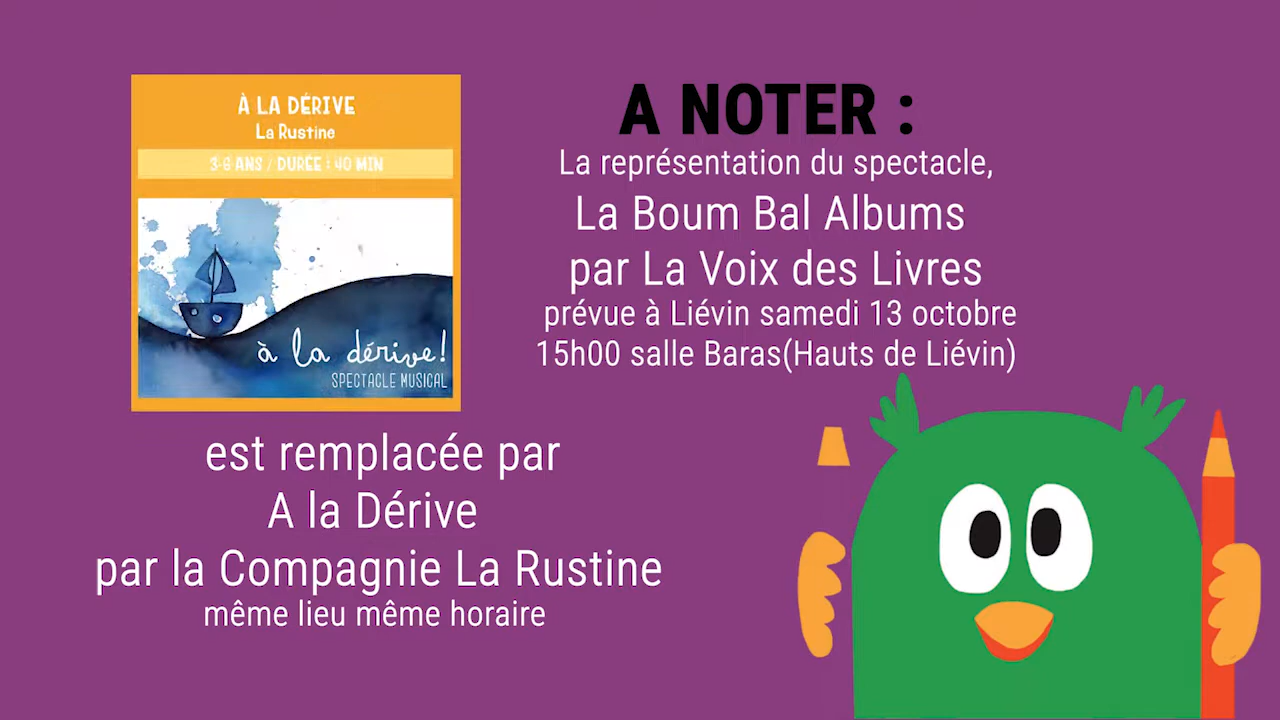 À LA DÉRIVE
La Rustine
3-6 ANS / DURÉE : 40 MIN
à la dérive!
SPECTACLE MUSICAL
A NOTER :
La représentation du spectacle,
La Boum Bal Albums
par La Voix des Livres
prévue à Liévin samedi 13 octobre
15h00 salle Baras(Hauts de Liévin)
est remplacée par
A la Dérive
par la Compagnie La Rustine
même lieu même horaire